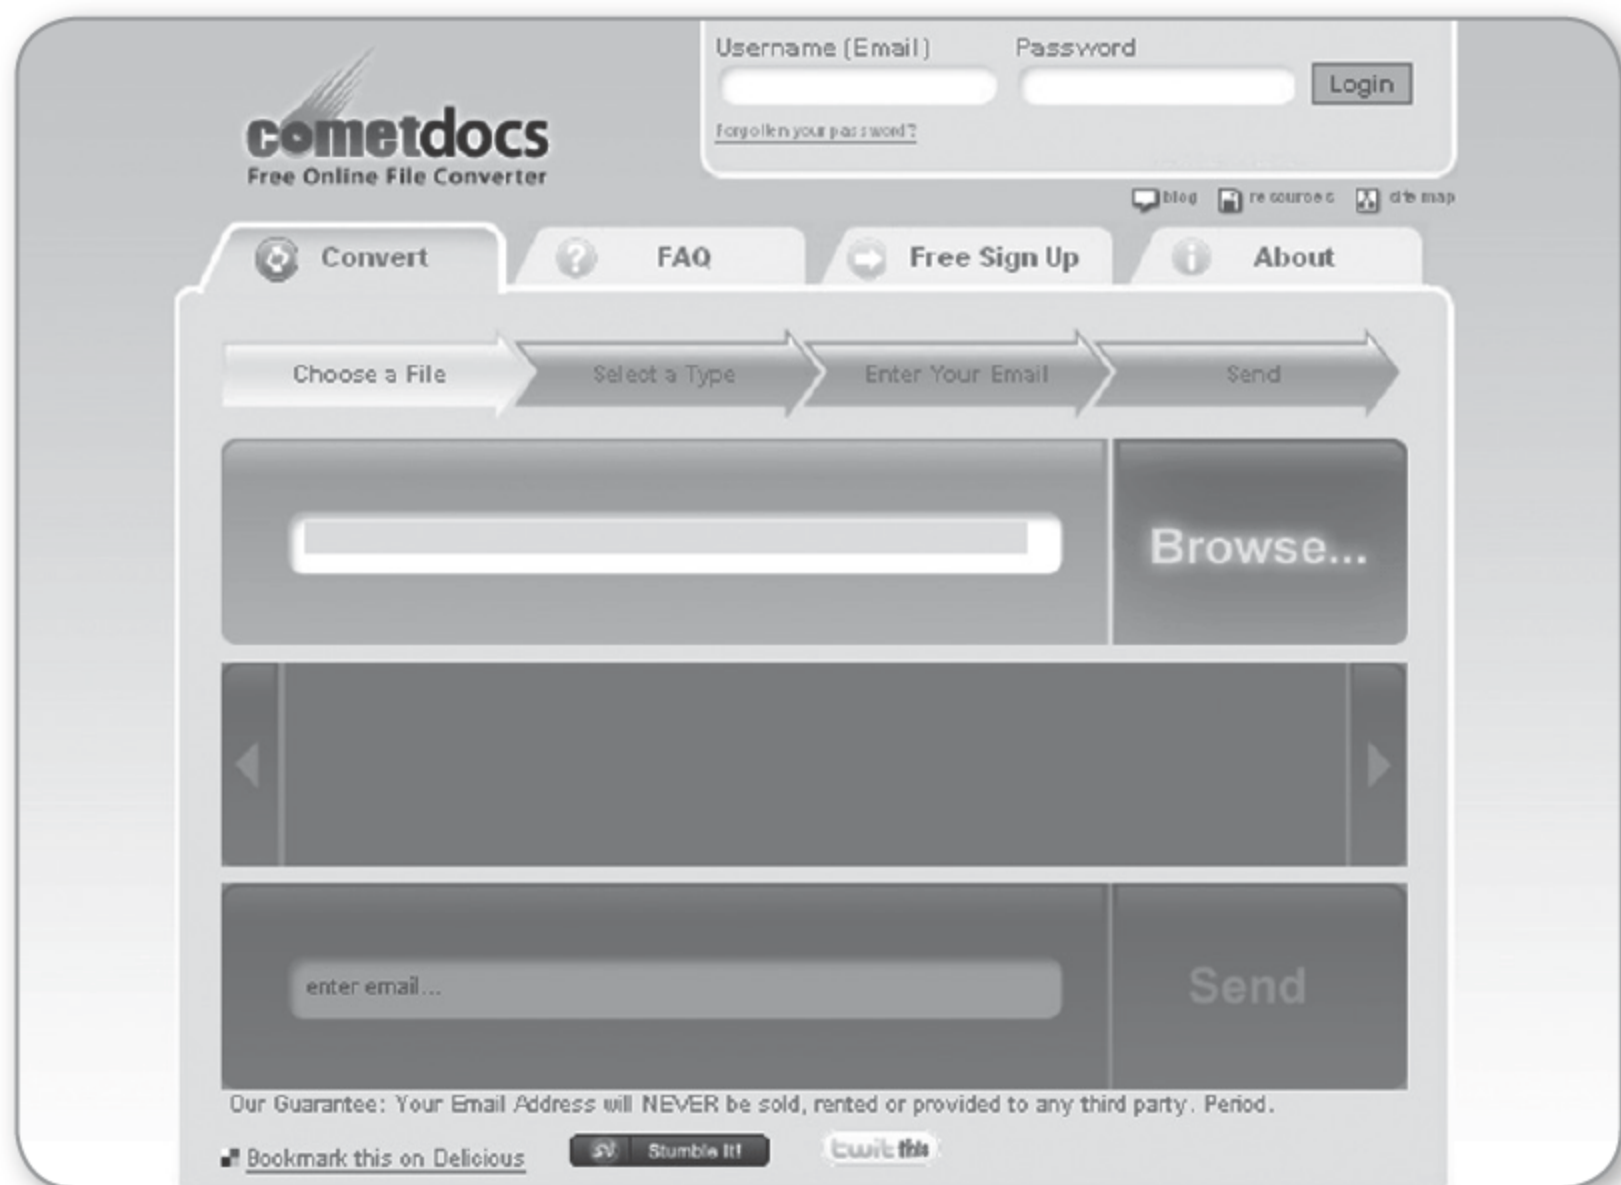 Username (Email) Password
Login
Forgotten your password?
cometdocs
Free Online File Converter
blog resources site map
Convert FAQ Free Sign Up About
Choose a File Select a Type Enter Your Email Send
Browse...
enter email... Send
Our Guarantee: Your Email Address will NEVER be sold, rented or provided to any third party. Period.
Bookmark this on Delicious Stumble It! twit this